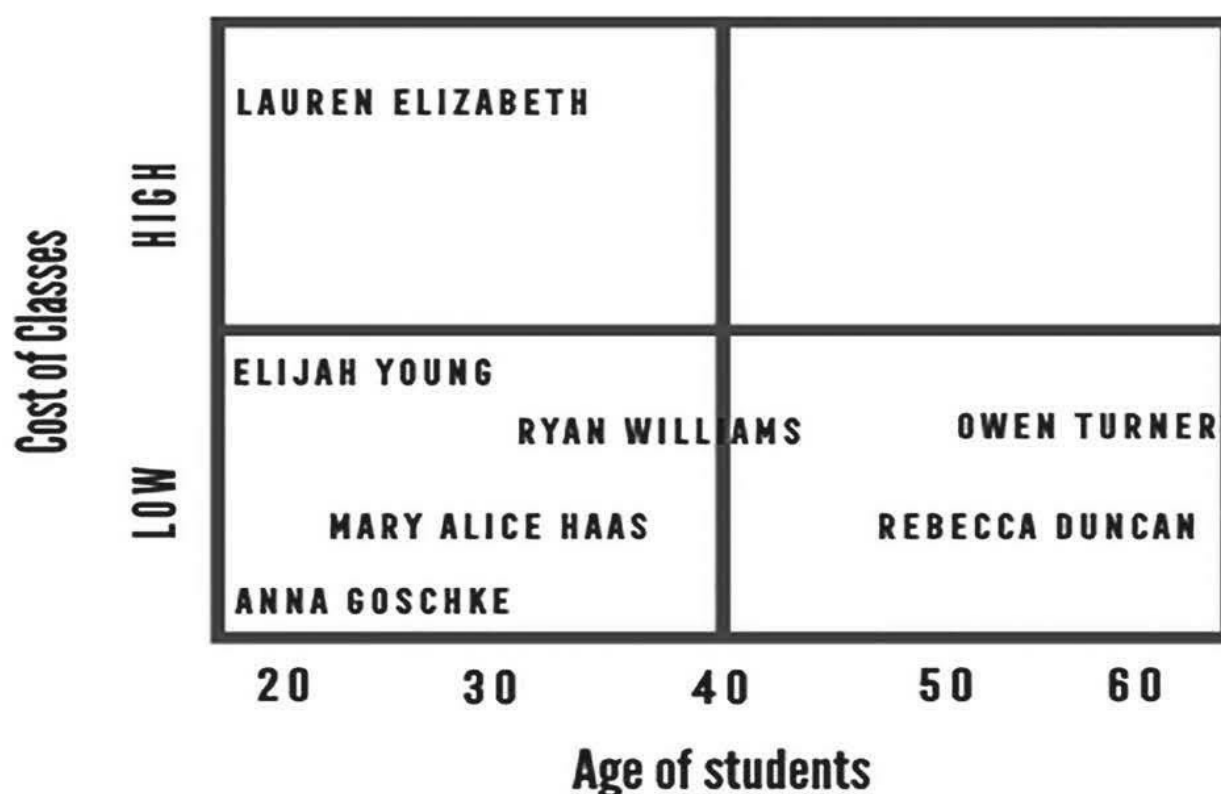 Cost of Classes
HIGH
LOW
LAUREN ELIZABETH
ELIJAH YOUNG
RYAN WILLIAMS
OWEN TURNER
MARY ALICE HAAS
REBECCA DUNCAN
ANNA GOSCHKE
20 30 40 50 60
Age of students